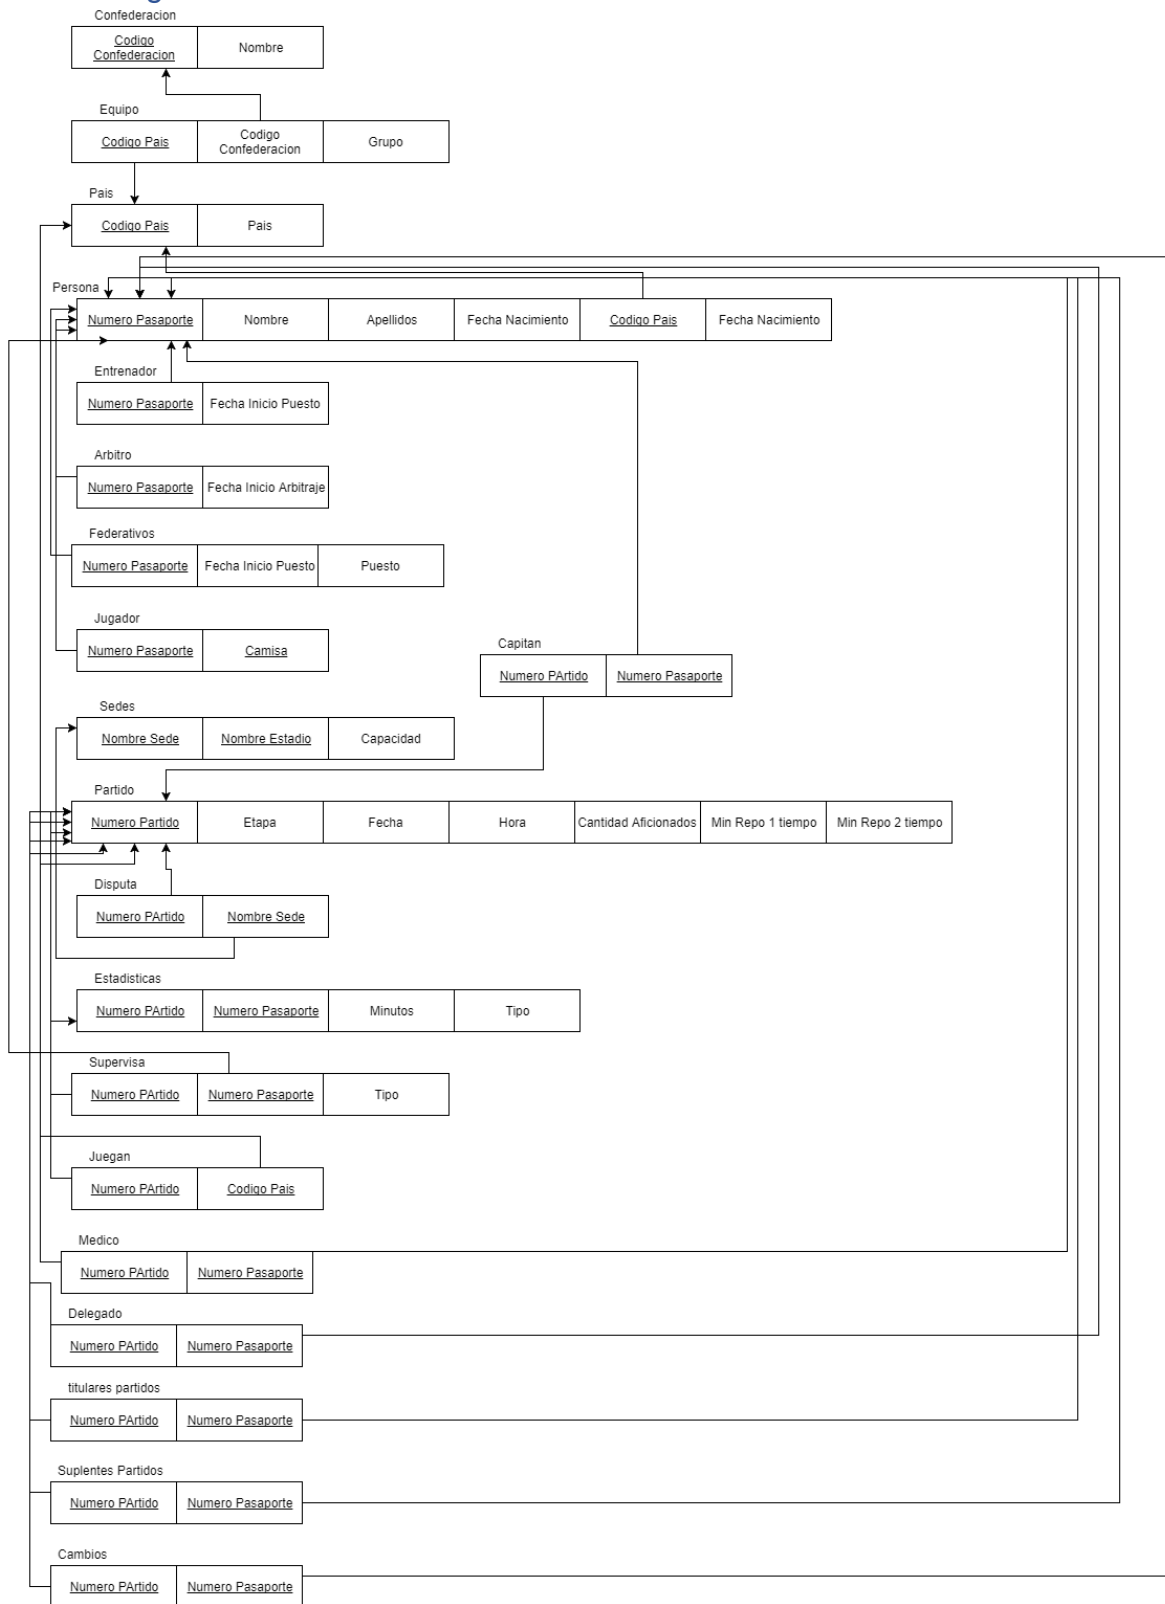 Confederacion
Codigo
Confederacion
Nombre
Equipo
Codigo Pais
Codigo
Confederacion
Grupo
Pais
Codigo Pais
Pais
Persona
Numero Pasaporte
Nombre
Apellidos
Fecha Nacimiento
Codigo Pais
Fecha Nacimiento
Entrenador
Numero Pasaporte
Fecha Inicio Puesto
Arbitro
Numero Pasaporte
Fecha Inicio Arbitraje
Federativos
Numero Pasaporte
Fecha Inicio Puesto
Puesto
Jugador
Numero Pasaporte
Camisa
Capitan
Numero PArtido
Numero Pasaporte
Sedes
Nombre Sede
Nombre Estadio
Capacidad
Partido
Numero Partido
Etapa
Fecha
Hora
Cantidad Aficionados
Min Repo 1 tiempo
Min Repo 2 tiempo
Disputa
Numero PArtido
Nombre Sede
Estadisticas
Numero PArtido
Numero Pasaporte
Minutos
Tipo
Supervisa
Numero PArtido
Numero Pasaporte
Tipo
Juegan
Numero PArtido
Codigo Pais
Medico
Numero PArtido
Numero Pasaporte
Delegado
Numero PArtido
Numero Pasaporte
titulares partidos
Numero PArtido
Numero Pasaporte
Suplentes Partidos
Numero PArtido
Numero Pasaporte
Cambios
Numero PArtido
Numero Pasaporte